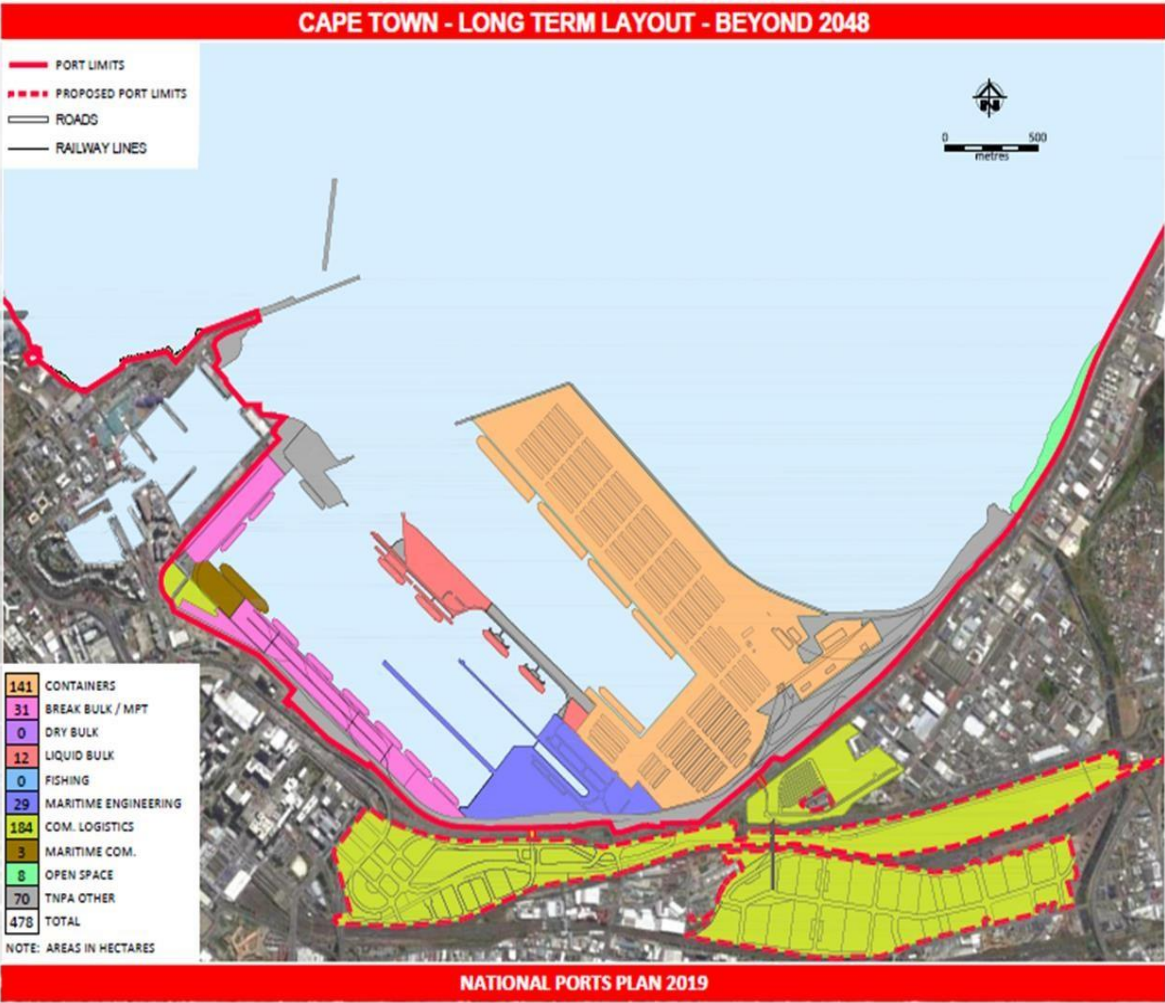 CAPE TOWN - LONG TERM LAYOUT - BEYOND 2048
PORT LIMITS
PROPOSED PORT LIMITS
ROADS
RAILWAY LINES
N
0 500
metres
141 CONTAINERS
31 BREAK BULK / MPT
0 DRY BULK
12 LIQUID BULK
0 FISHING
29 MARITIME ENGINEERING
184 COM. LOGISTICS
3 MARITIME COM.
8 OPEN SPACE
70 TNPA OTHER
478 TOTAL
NOTE: AREAS IN HECTARES
NATIONAL PORTS PLAN 2019